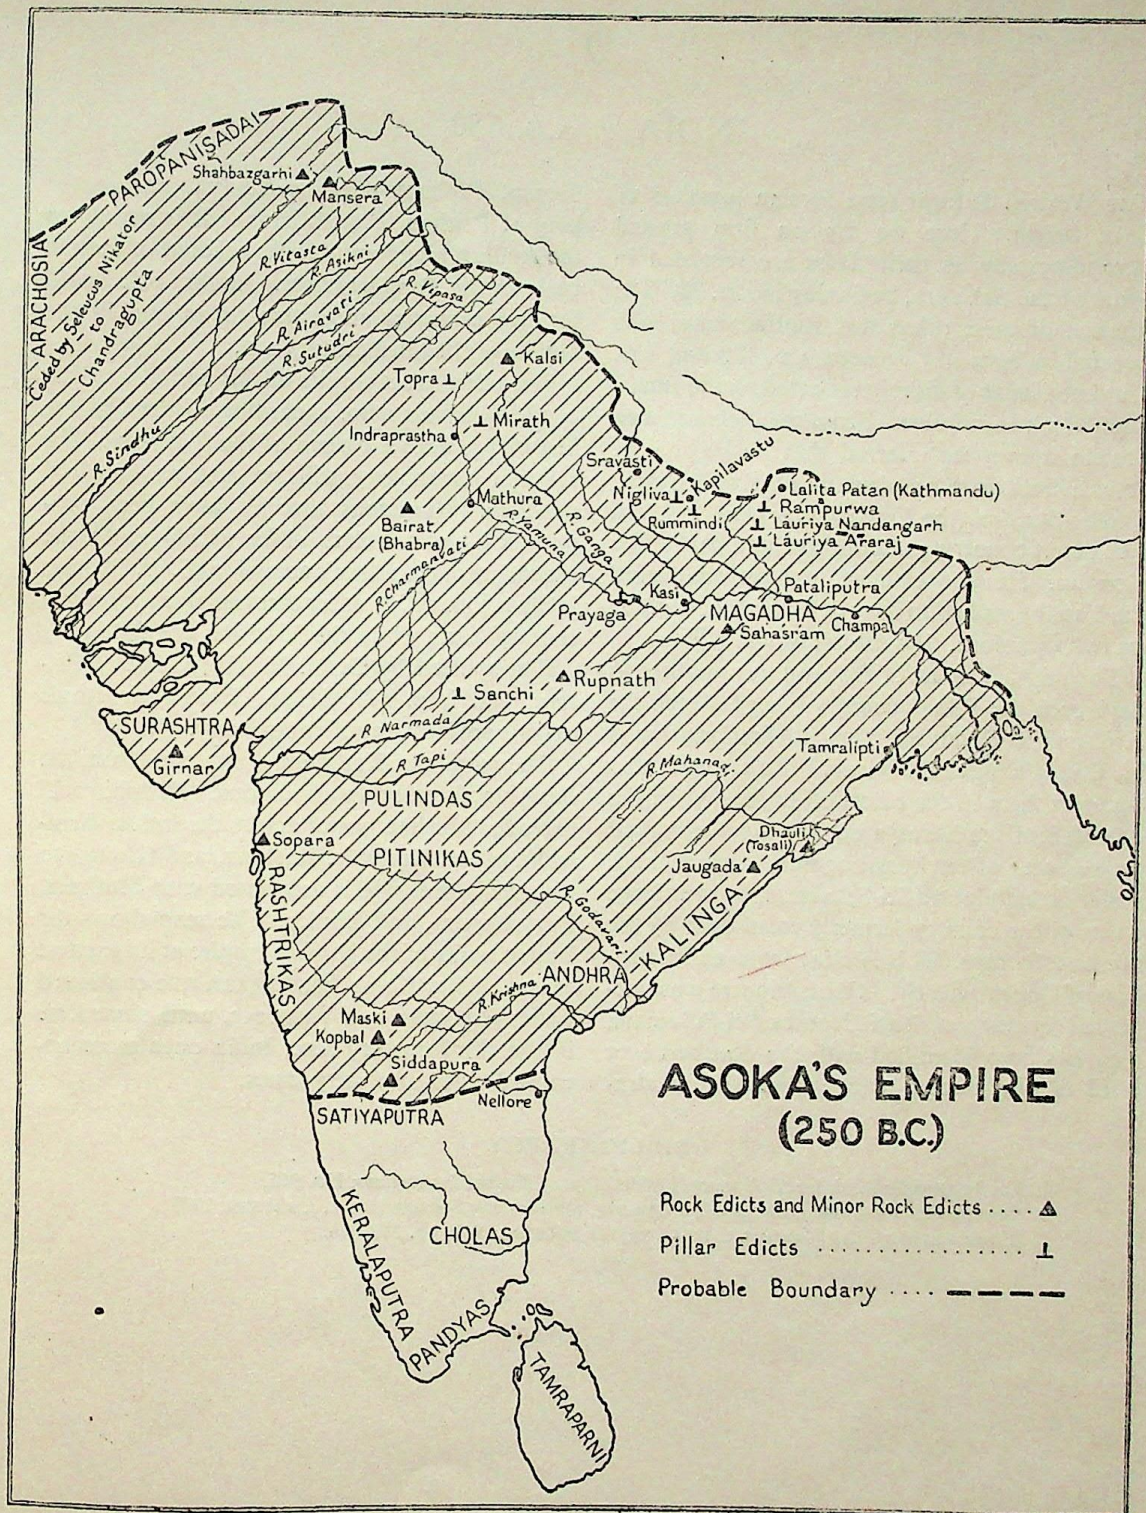 PAROPANISADAI
Shahbazgarhi
Mansera
ARACHOSIA
Ceded by Seleucus Nikator
to
Chandragupta
R. Vitasta
R. Asikni
R. Vipasa
R. Airavati
R. Sutudri
R. Sindhu
Kalsi
Topra
Mirath
Indraprastha
Sravasti
Kapilavastu
Nigliva
Rummindi
Lalita Patan (Kathmandu)
Rampurwa
Lauriya Nandangarh
Lauriya Araraj
Mathura
Bairat
(Bhabra)
R. Yamuna
R. Ganga
R. Charmanvati
Prayaga
Kasi
Pataliputra
MAGADHA
Sahasram
Champa
Rupnath
Sanchi
R Narmada
SURASHTRA
Girnar
R Tapi
Tamralipti
R. Mahanadi
PULINDAS
Sopara
PITINIKAS
Dhauli
(Tosali)
Jaugada
RASHTRIKAS
R. Godavari
KALINGA
ANDHRA
R. Krishna
Maski
Kopbal
Siddapura
Nellore
SATIYAPUTRA
KERALAPUTRA
CHOLAS
PANDYAS
TAMRAPARNI
ASOKA'S EMPIRE
(250 B.C.)
Rock Edicts and Minor Rock Edicts ....
Pillar Edicts ..................
Probable Boundary ....